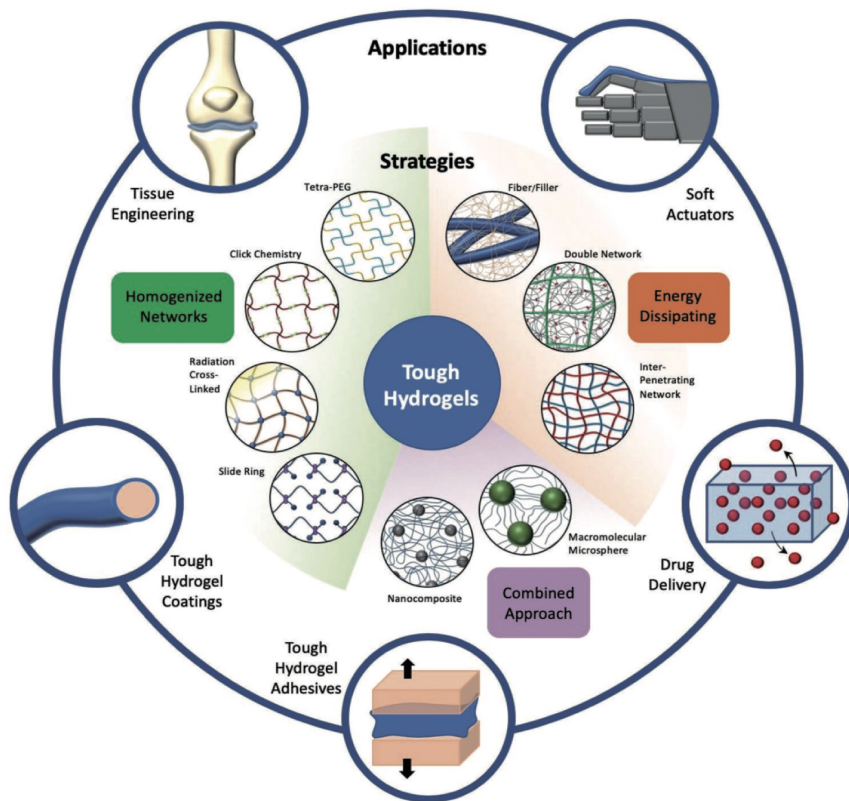 Applications
Strategies
Tissue
Engineering
Soft
Actuators
Tetra-PEG
Fiber/Filler
Click Chemistry
Double Network
Homogenized
Networks
Energy
Dissipating
Radiation
Cross-
Linked
Tough
Hydrogels
Inter-
Penetrating
Network
Slide Ring
Macromolecular
Microsphere
Nanocomposite
Combined
Approach
Tough
Hydrogel
Coatings
Drug
Delivery
Tough
Hydrogel
Adhesives